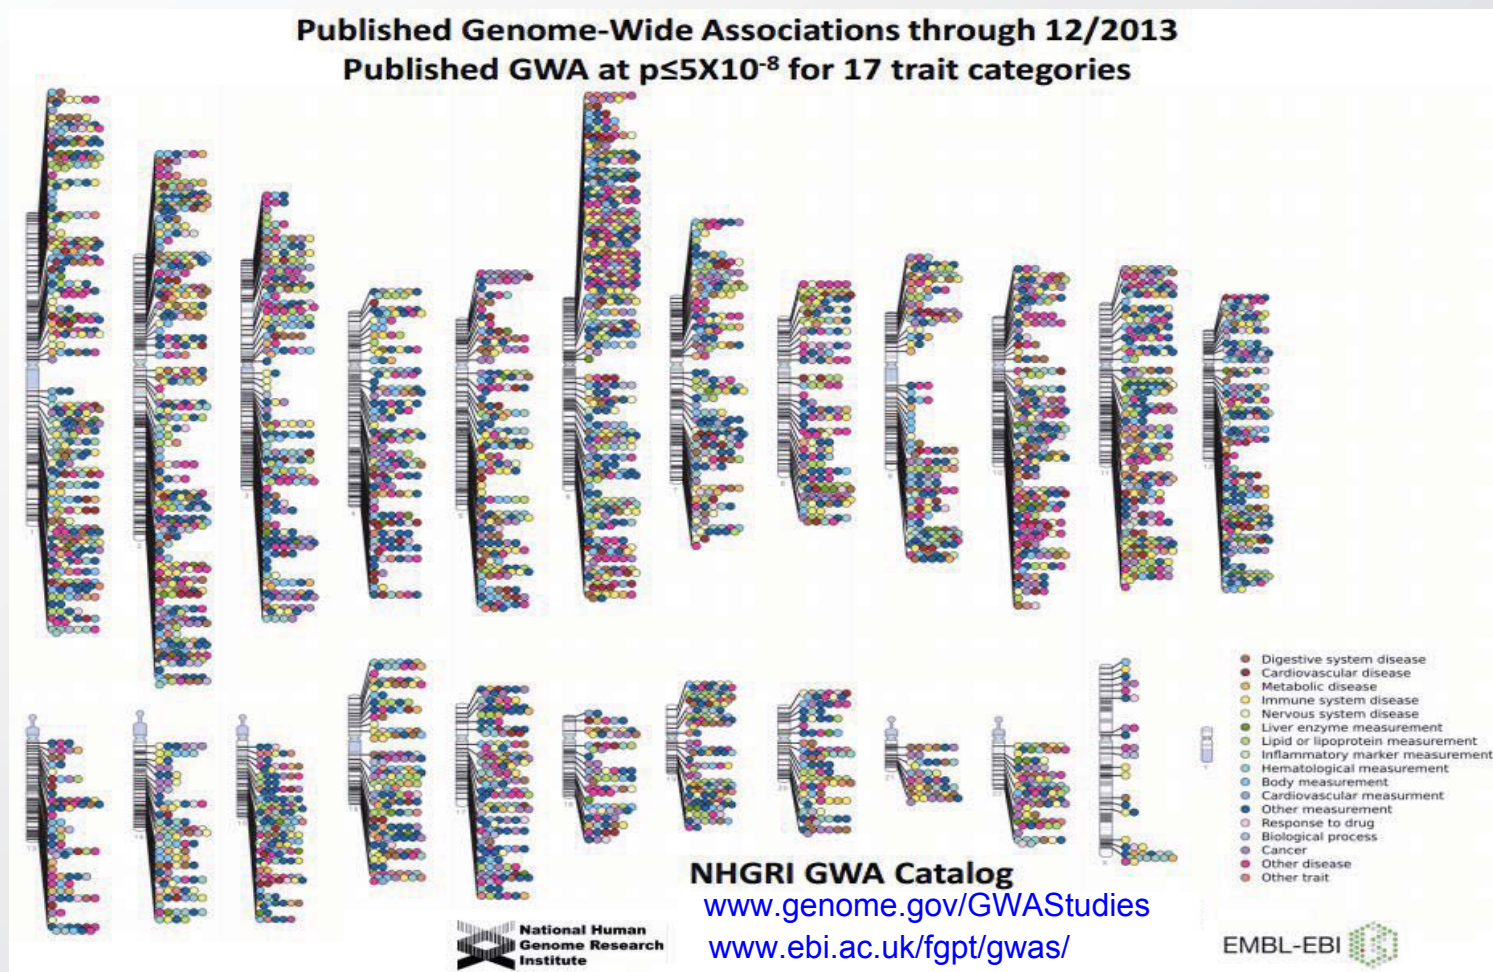 Published Genome-Wide Associations through 12/2013
Published GWA at p≤5X10⁻⁸ for 17 trait categories
Digestive system disease
Cardiovascular disease
Metabolic disease
Immune system disease
Nervous system disease
Liver enzyme measurement
Lipid or lipoprotein measurement
Inflammatory marker measurement
Hematological measurement
Body measurement
Cardiovascular measurment
Other measurement
Response to drug
Biological process
Cancer
Other disease
Other trait
NHGRI GWA Catalog
www.genome.gov/GWAStudies
www.ebi.ac.uk/fgpt/gwas/
National Human
Genome Research
Institute
EMBL-EBI